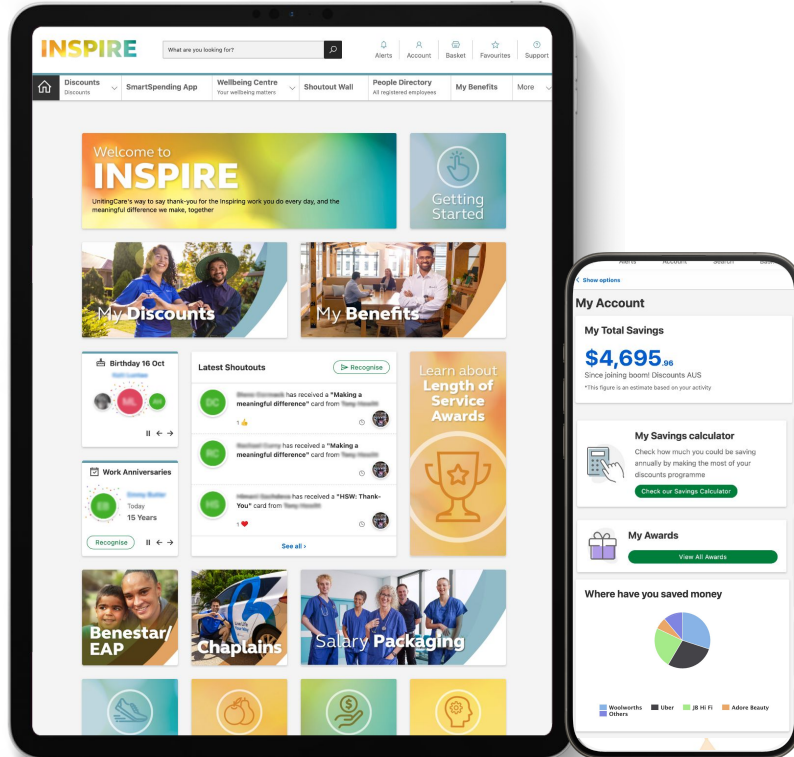 INSPIRE
What are you looking for?
Alerts
Account
Basket
Favourites
Support
Discounts
Discounts
SmartSpending App
Wellbeing Centre
Your wellbeing matters
Shoutout Wall
People Directory
All registered employees
My Benefits
More
Welcome to
INSPIRE
UnitingCare's way to say thank-you for the Inspiring work you do every day, and the
meaningful difference we make, together
Getting
Started
My Discounts
My Benefits
Birthday 16 Oct
ML
Latest Shoutouts
Recognise
DC
has received a "Making a
meaningful difference" card from
1
RC
has received a "Making a
meaningful difference" card from
HS
has received a "HSW: Thank-
You" card from
1
See all ›
Learn about
Length of
Service
Awards
Work Anniversaries
EB
Today
15 Years
Recognise
Benestar/
EAP
Chaplains
Salary Packaging
Alerts
Account
Search
Show options
My Account
My Total Savings
$4,695.96
Since joining boom! Discounts AUS
*This figure is an estimate based on your activity
My Savings calculator
Check how much you could be saving
annually by making the most of your
discounts programme
Check our Savings Calculator
My Awards
View All Awards
Where have you saved money
Woolworths
Uber
JB Hi Fi
Adore Beauty
Others